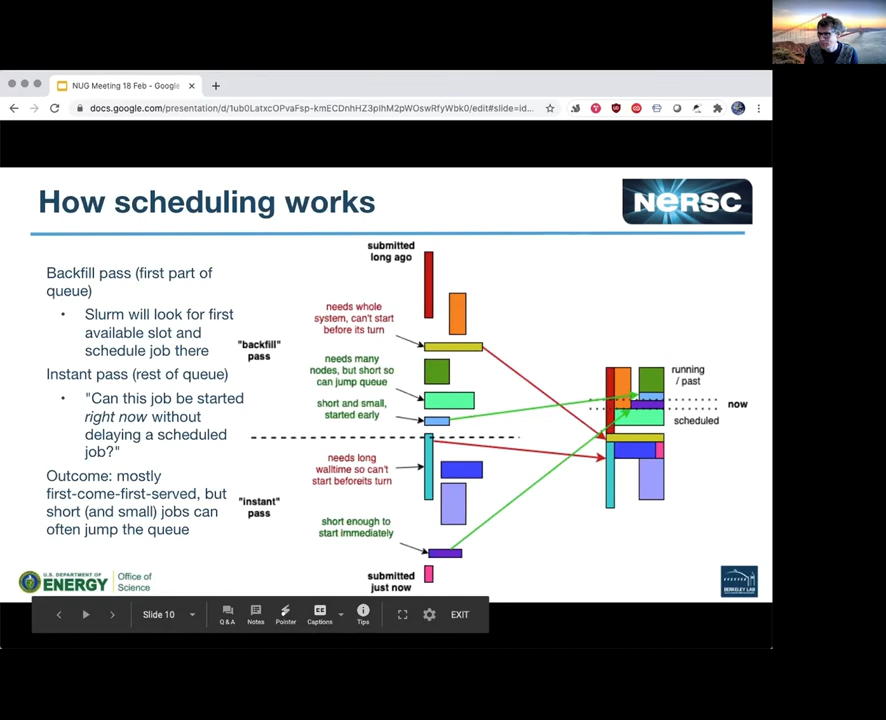 NUG Meeting 18 Feb - Google
docs.google.com/presentation/d/1ub0LatxcOPvaFsp-kmECDnhHZ3plhM2pWOswRfyWbk0/edit#slide=id...
How scheduling works
NERSC
Backfill pass (first part of
queue)
• Slurm will look for first
available slot and
schedule job there
Instant pass (rest of queue)
• "Can this job be started
right now without
delaying a scheduled
job?"
Outcome: mostly
first-come-first-served, but
short (and small) jobs can
often jump the queue
submitted
long ago
needs whole
system, can't start
before its turn
"backfill"
pass
needs many
nodes, but short so
can jump queue
short and small,
started early
needs long
walltime so can't
start beforeits turn
"instant"
pass
short enough to
start immediately
submitted
just now
running
/ past
now
scheduled
U.S. DEPARTMENT OF
ENERGY
Office of
Science
BERKELEY LAB
Slide 10
Q & A
Notes
Pointer
Captions
Tips
EXIT